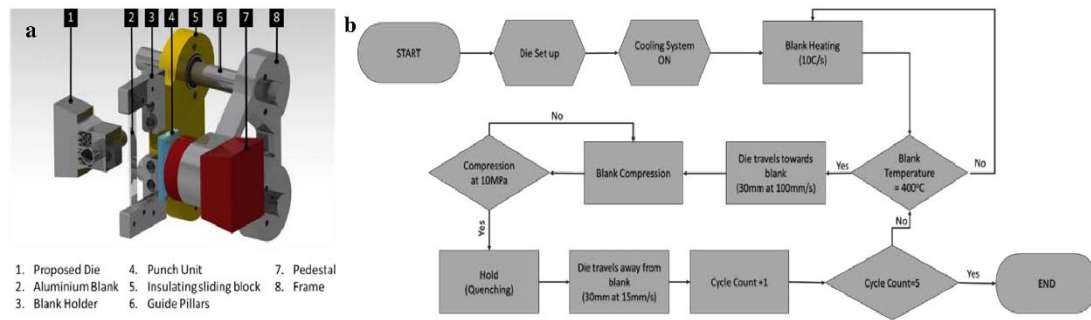 a
1 2 3 4 5 6 7 8
1. Proposed Die
2. Aluminium Blank
3. Blank Holder
4. Punch Unit
5. Insulating sliding block
6. Guide Pillars
7. Pedestal
8. Frame
b
START
Die Set up
Cooling System
ON
Blank Heating
(10C/s)
No
Blank
Temperature
= 400°C
Yes
Die travels towards
blank
(30mm at 100mm/s)
Blank Compression
No
Compression
at 10MPa
Yes
Hold
(Quenching)
Die travels away from
blank
(30mm at 15mm/s)
Cycle Count +1
Cycle Count=5
No
Yes
END